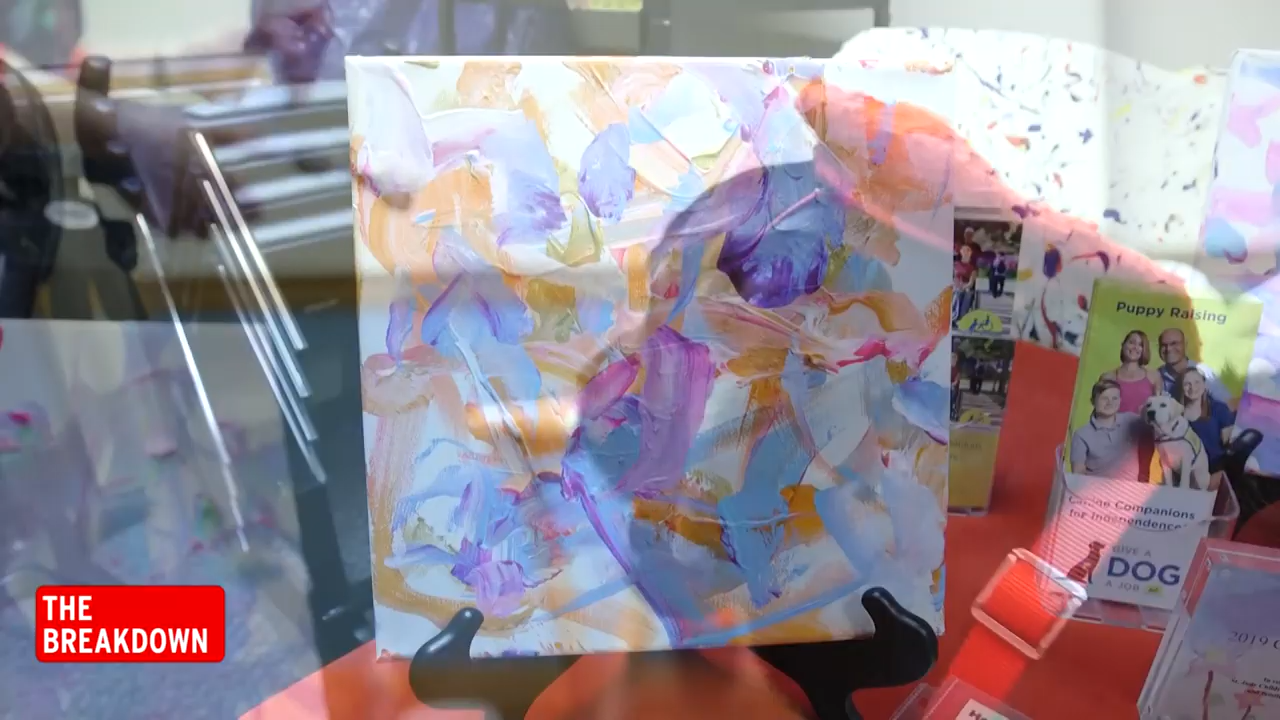 Puppy Raising
Canine Companions
for Independence
GIVE A
DOG
A JOB
2019
THE
BREAKDOWN